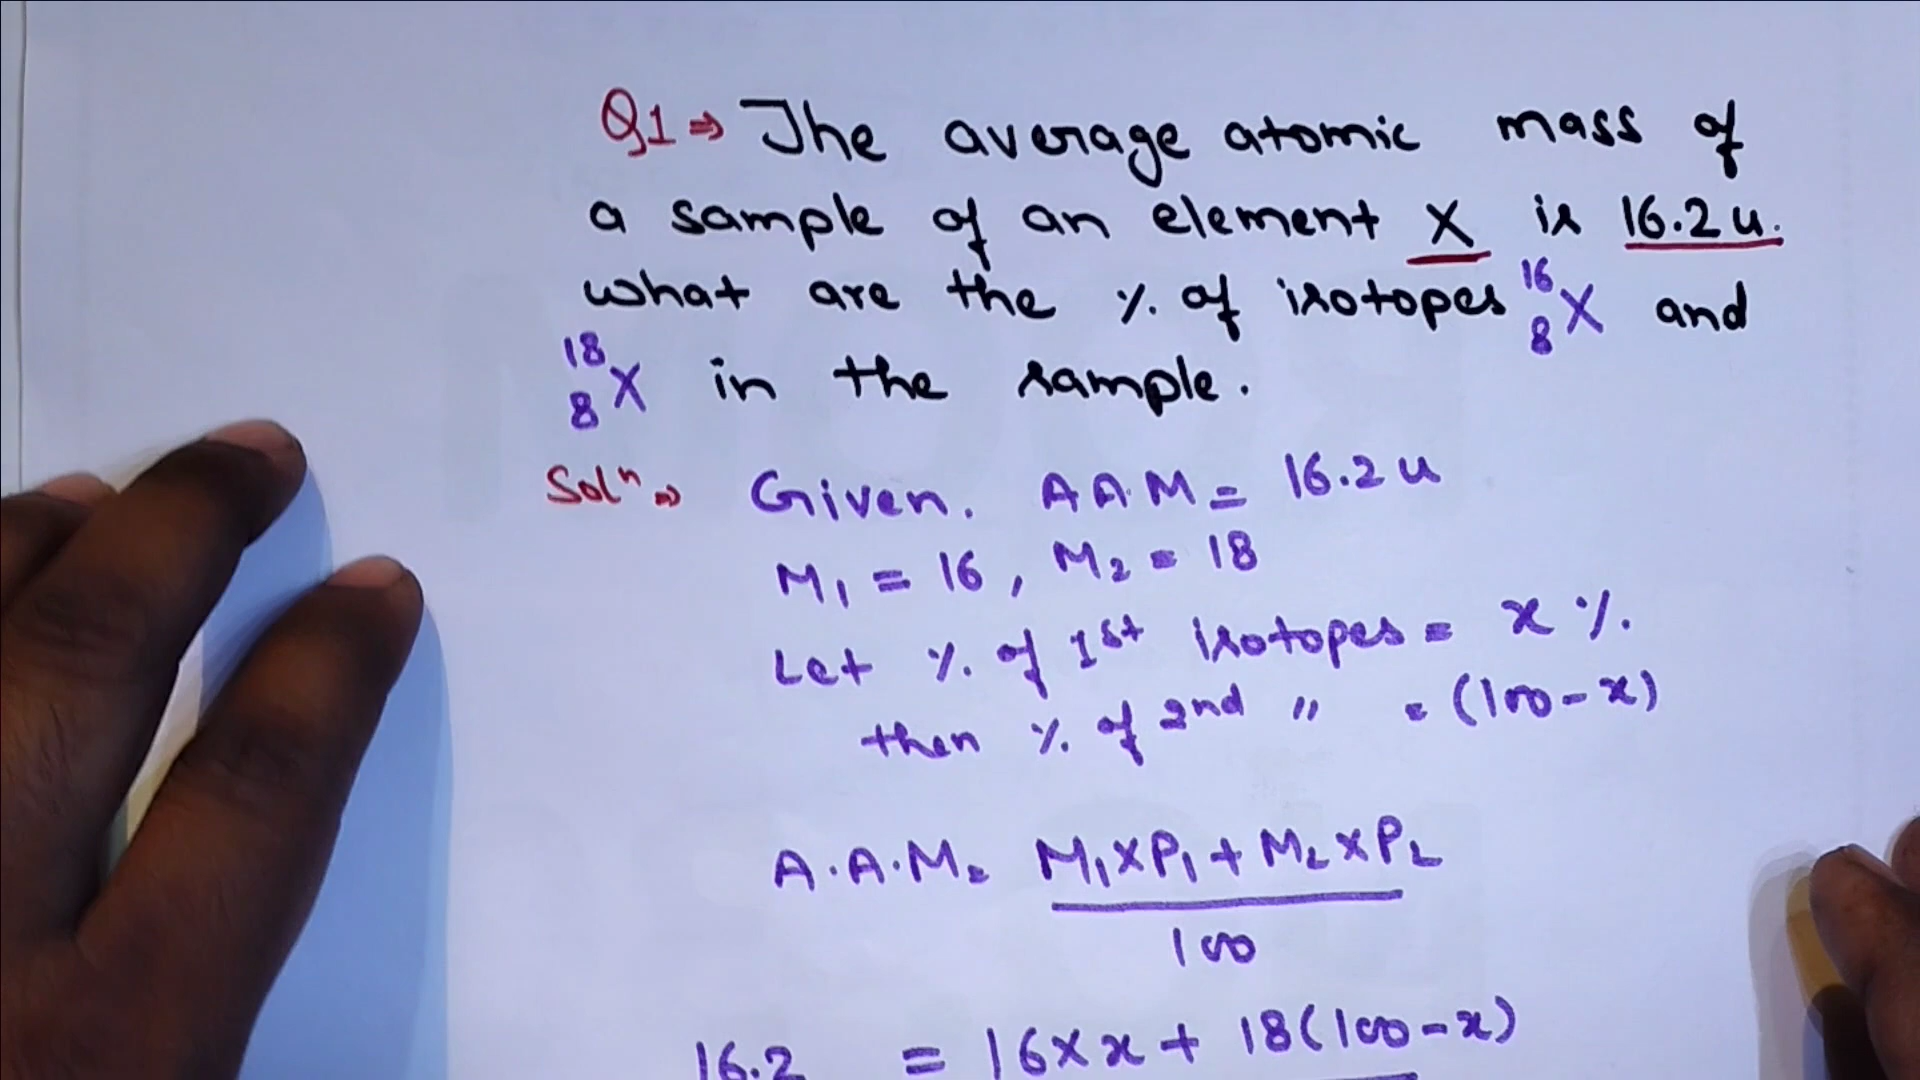 Q1⇒ The average atomic mass of
a sample of an element X is 16.2 u.
what are the % of isotopes ¹⁶₈X and
¹⁸₈X in the sample.
Solⁿ⇒ Given. A A.M = 16.2 u
M₁ = 16, M₂ = 18
Let % of 1st isotopes = x %.
then % of 2nd " = (100-x)
A.A.M = M₁×P₁ + M₂×P₂
100
16.2 = 16×x + 18(100-x)